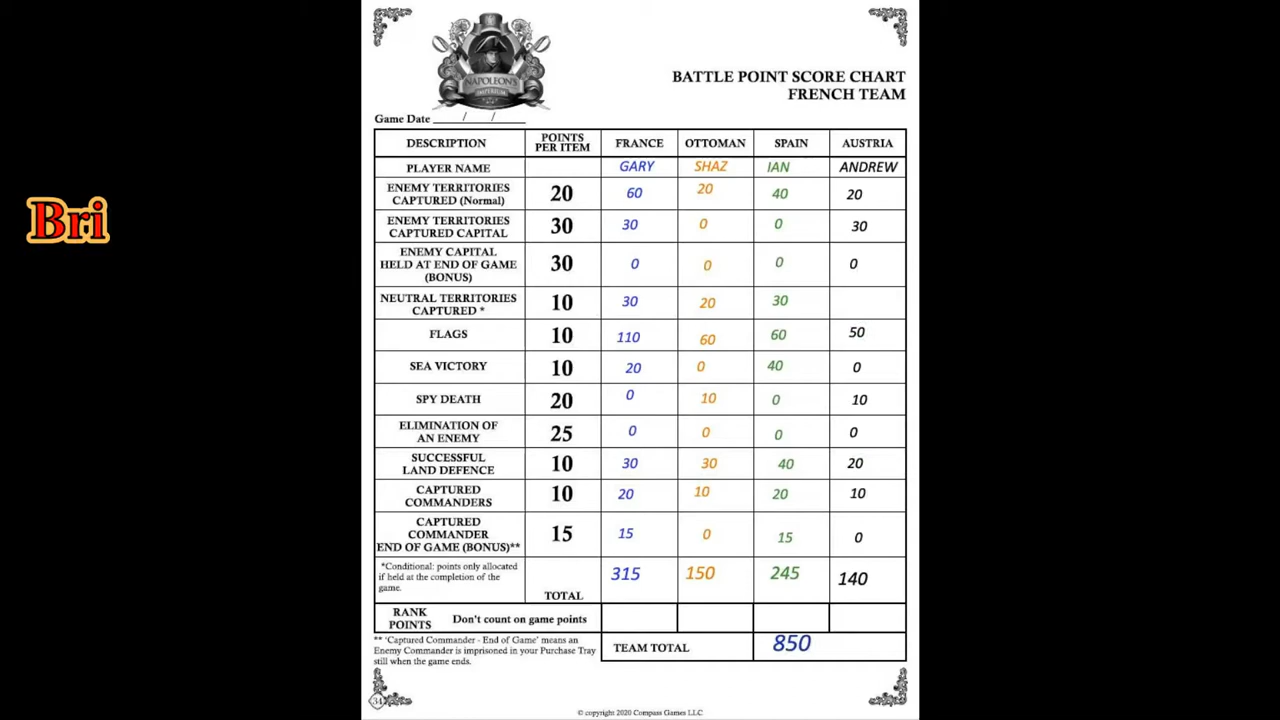 Bri
NAPOLEON'S
IMPERIUM
BATTLE POINT SCORE CHART
FRENCH TEAM
Game Date ____/____/____
DESCRIPTION POINTS PER ITEM FRANCE OTTOMAN SPAIN AUSTRIA
PLAYER NAME GARY SHAZ IAN ANDREW
ENEMY TERRITORIES CAPTURED (Normal) 20 60 20 40 20
ENEMY TERRITORIES CAPTURED CAPITAL 30 30 0 0 30
ENEMY CAPITAL HELD AT END OF GAME (BONUS) 30 0 0 0 0
NEUTRAL TERRITORIES CAPTURED * 10 30 20 30
FLAGS 10 110 60 60 50
SEA VICTORY 10 20 0 40 0
SPY DEATH 20 0 10 0 10
ELIMINATION OF AN ENEMY 25 0 0 0 0
SUCCESSFUL LAND DEFENCE 10 30 30 40 20
CAPTURED COMMANDERS 10 20 10 20 10
CAPTURED COMMANDER END OF GAME (BONUS)** 15 15 0 15 0
*Conditional: points only allocated
if held at the completion of the
game.
TOTAL 315 150 245 140
RANK POINTS Don't count on game points
** 'Captured Commander - End of Game' means an
Enemy Commander is imprisoned in your Purchase Tray
still when the game ends.
TEAM TOTAL 850
34
© copyright 2020 Compass Games LLC